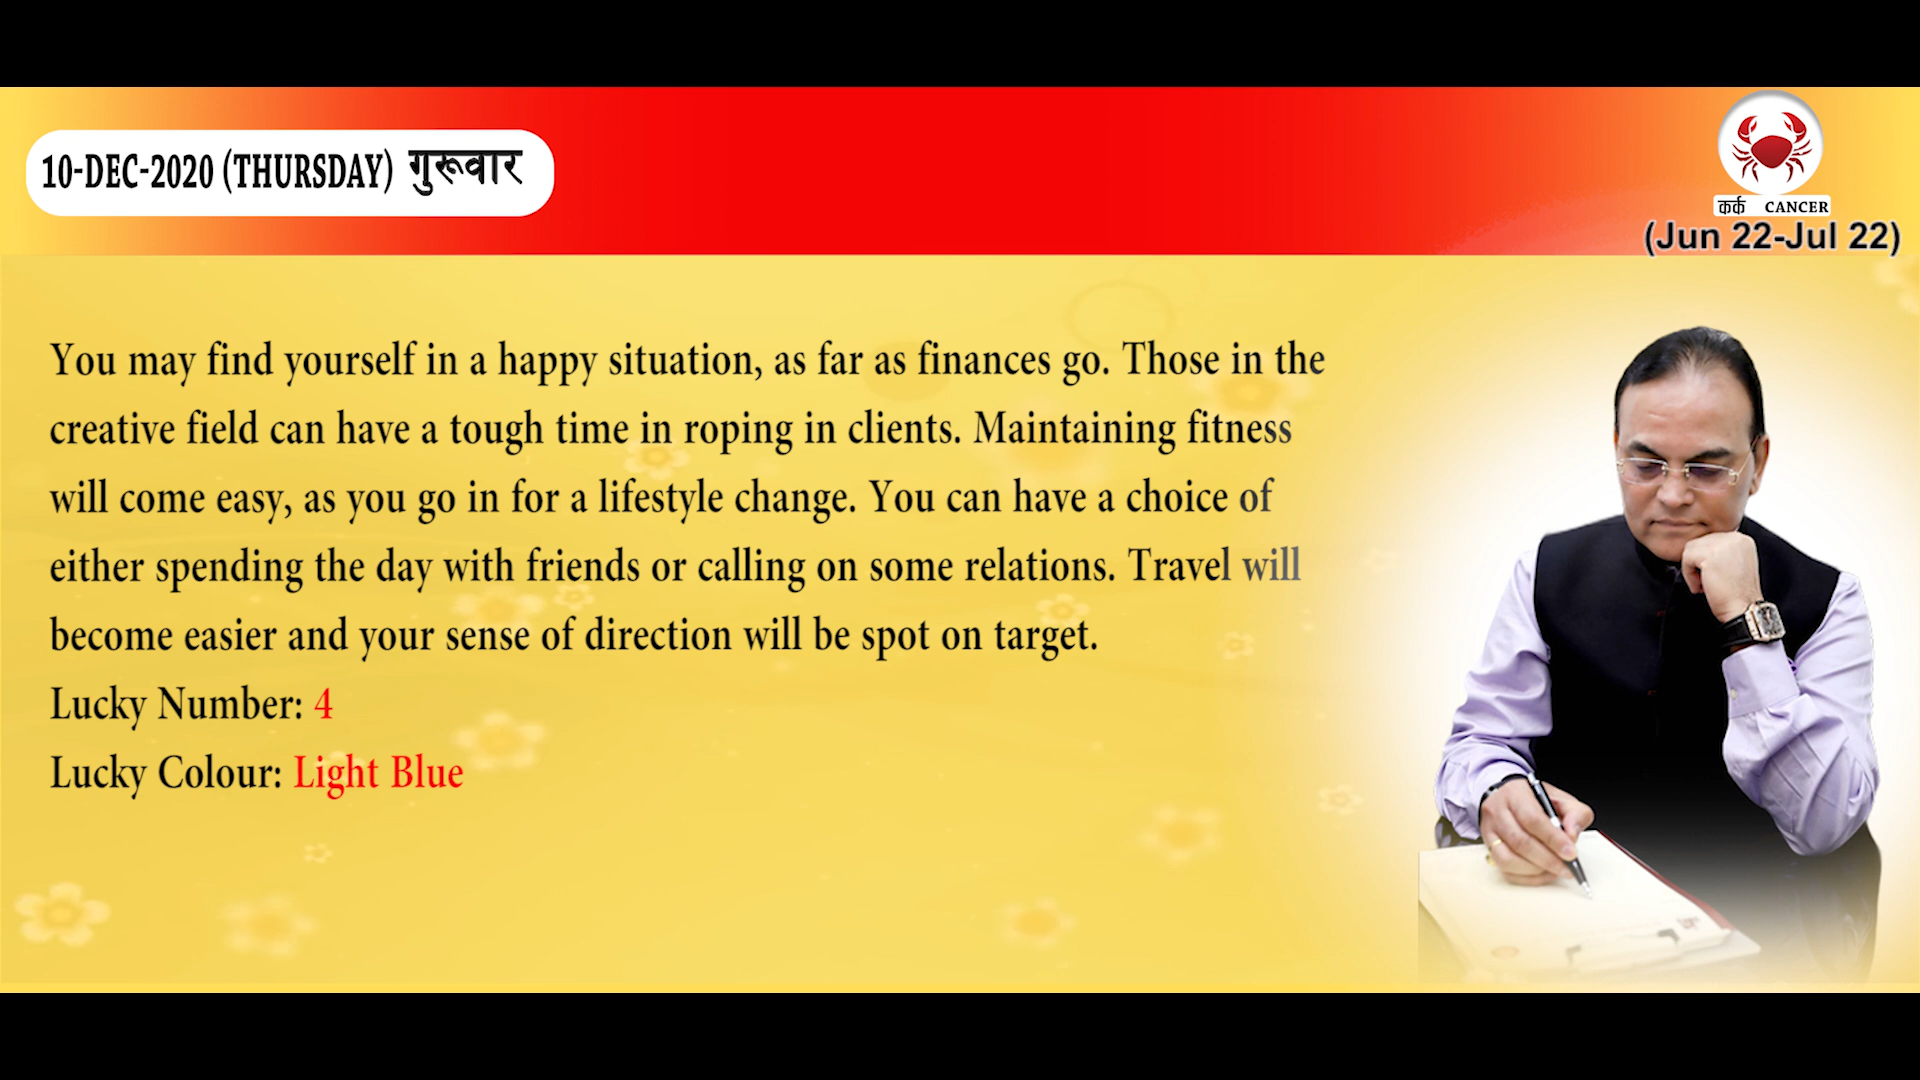 10-DEC-2020 (THURSDAY) गुरूवार
कर्क CANCER
(Jun 22-Jul 22)
You may find yourself in a happy situation, as far as finances go. Those in the
creative field can have a tough time in roping in clients. Maintaining fitness
will come easy, as you go in for a lifestyle change. You can have a choice of
either spending the day with friends or calling on some relations. Travel will
become easier and your sense of direction will be spot on target.
Lucky Number: 4
Lucky Colour: Light Blue